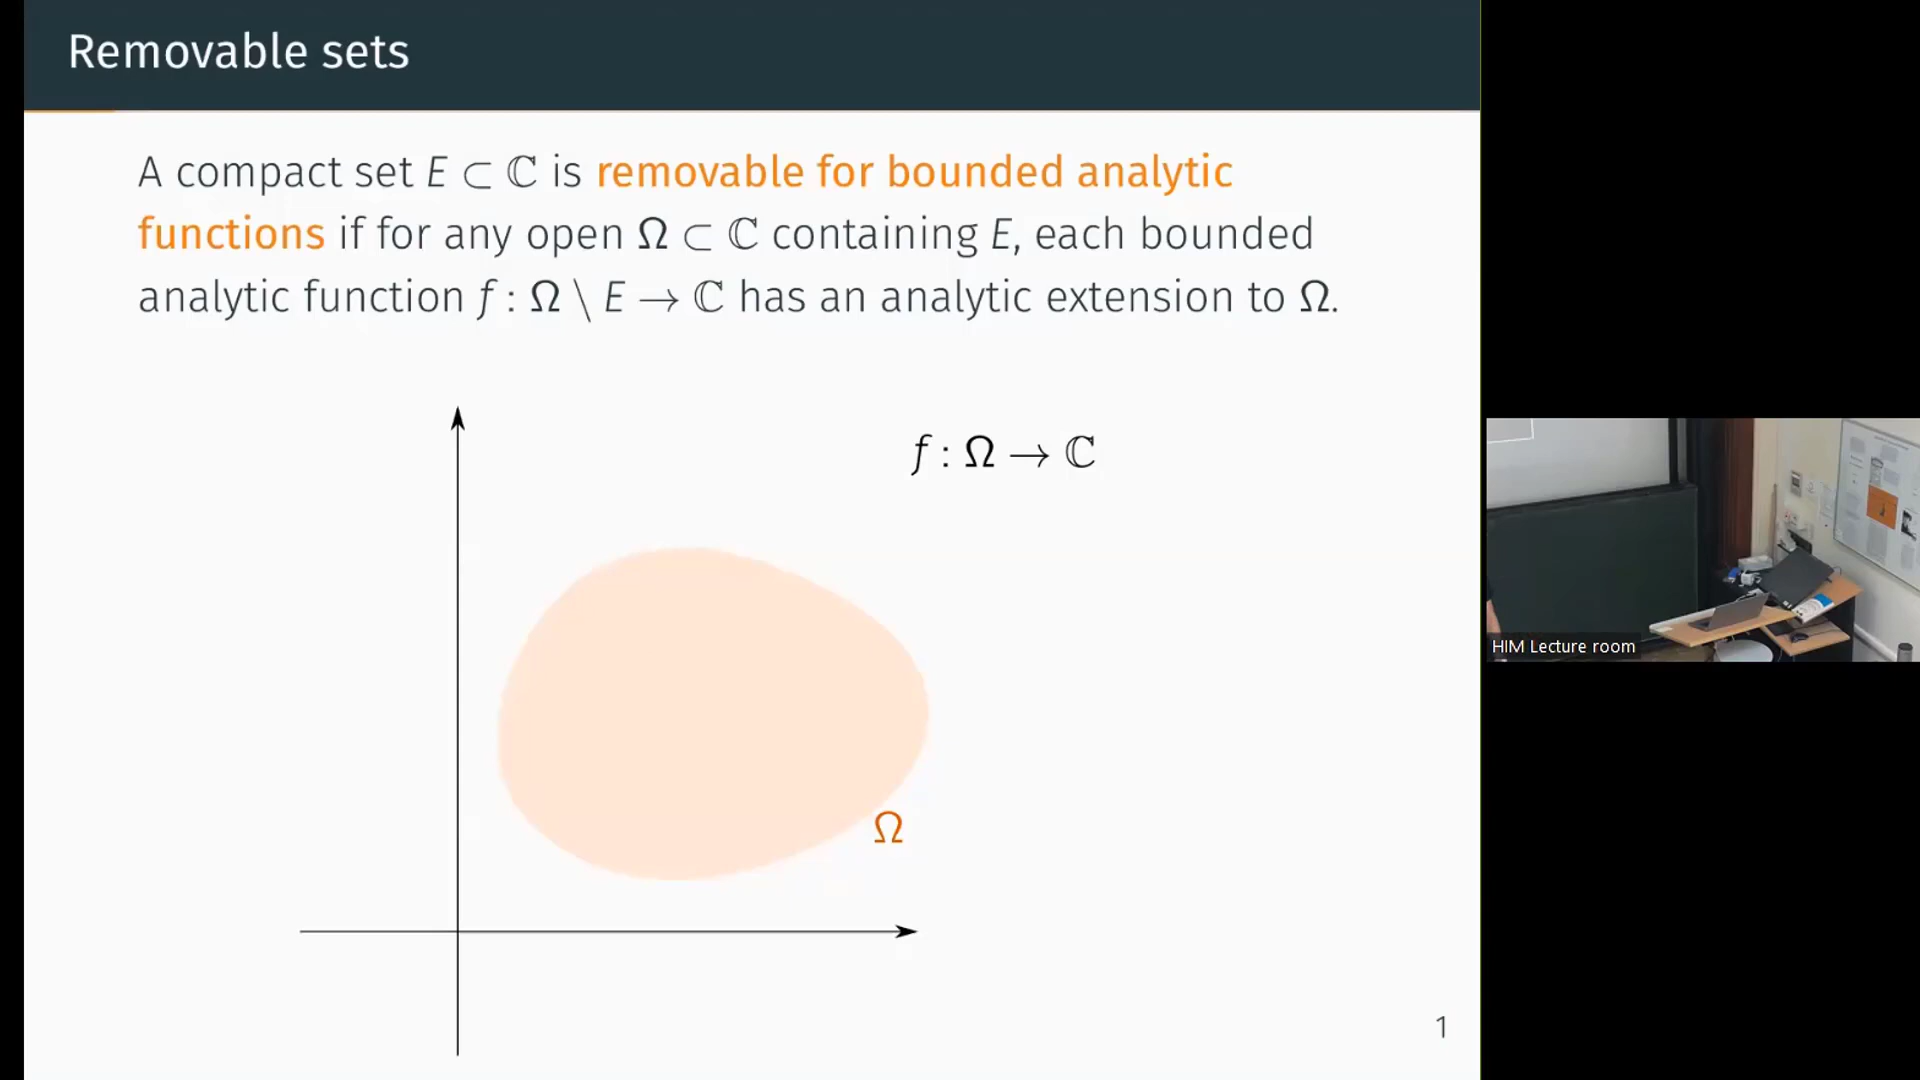 Removable sets
A compact set E ⊂ ℂ is removable for bounded analytic
functions if for any open Ω ⊂ ℂ containing E, each bounded
analytic function f : Ω \ E → ℂ has an analytic extension to Ω.
f : Ω → ℂ
Ω
1
HIM Lecture room